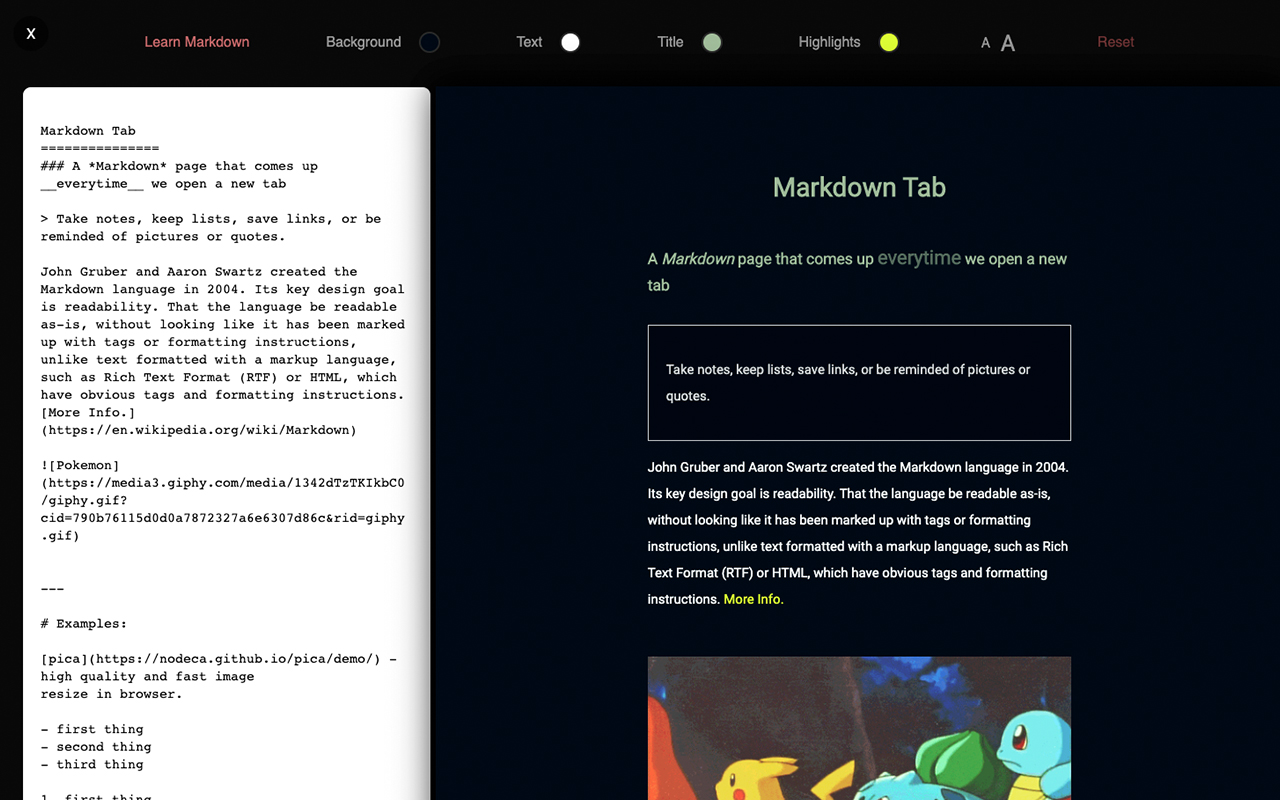 X
Learn Markdown
Background
Text
Title
Highlights
A A
Reset
Markdown Tab
===============
### A *Markdown* page that comes up
__everytime__ we open a new tab
> Take notes, keep lists, save links, or be
reminded of pictures or quotes.
John Gruber and Aaron Swartz created the
Markdown language in 2004. Its key design goal
is readability. That the language be readable
as-is, without looking like it has been marked
up with tags or formatting instructions,
unlike text formatted with a markup language,
such as Rich Text Format (RTF) or HTML, which
have obvious tags and formatting instructions.
[More Info.]
(https://en.wikipedia.org/wiki/Markdown)
![Pokemon]
(https://media3.giphy.com/media/1342dTzTKIkbC0
/giphy.gif?
cid=790b76115d0d0a7872327a6e6307d86c&rid=giphy
.gif)
---
# Examples:
[pica](https://nodeca.github.io/pica/demo/) -
high quality and fast image
resize in browser.
- first thing
- second thing
- third thing
1. first thing
Markdown Tab
A Markdown page that comes up everytime we open a new
tab
Take notes, keep lists, save links, or be reminded of pictures or
quotes.
John Gruber and Aaron Swartz created the Markdown language in 2004.
Its key design goal is readability. That the language be readable as-is,
without looking like it has been marked up with tags or formatting
instructions, unlike text formatted with a markup language, such as Rich
Text Format (RTF) or HTML, which have obvious tags and formatting
instructions. More Info.